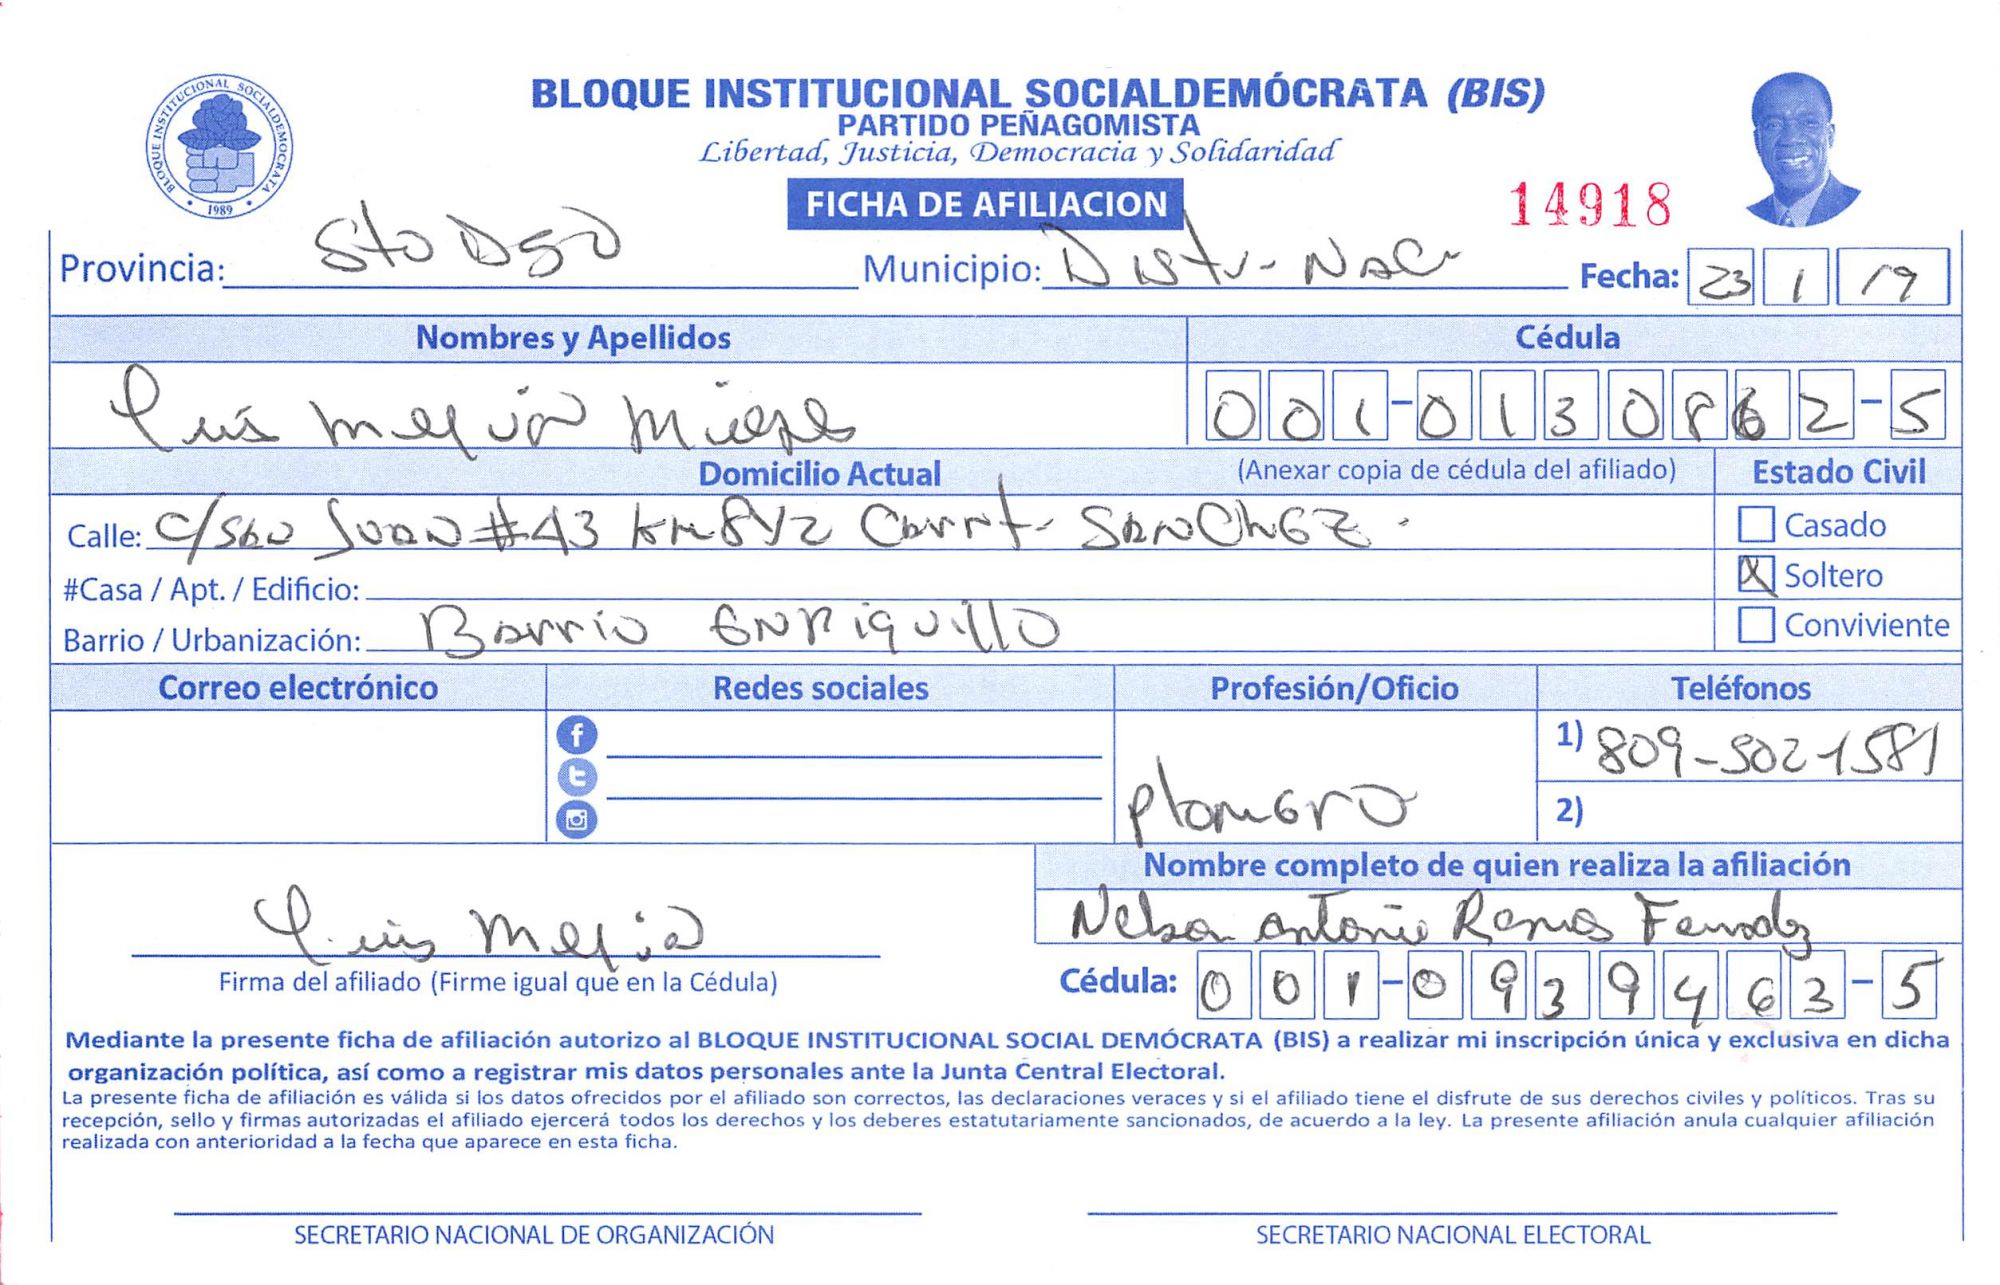 BLOQUE INSTITUCIONAL SOCIALDEMÓCRATA (BIS)
PARTIDO PEÑAGOMISTA
Libertad, Justicia, Democracia y Solidaridad
BLOQUE INSTITUCIONAL SOCIALDEMOCRATA
1989
FICHA DE AFILIACION
14918
Provincia: Sto Dgo Municipio: Distr- Nac- Fecha: 23 1 19
Nombres y Apellidos Cédula
Luis Mejia 001-0130862-5
Domicilio Actual (Anexar copia de cédula del afiliado) Estado Civil
Calle: C/San Juan #43 Km 8 1/2 Carrt- SANCHEZ. Casado
#Casa / Apt. / Edificio: X Soltero
Barrio / Urbanización: Barrio ENRiquillo Conviviente
Correo electrónico Redes sociales Profesión/Oficio Teléfonos
1) 809-502-1581
plomero
2)
Nombre completo de quien realiza la afiliación
Luis Mejia Nelson Antonio Ramos
Firma del afiliado (Firme igual que en la Cédula) Cédula: 001-0939463-5
Mediante la presente ficha de afiliación autorizo al BLOQUE INSTITUCIONAL SOCIAL DEMÓCRATA (BIS) a realizar mi inscripción única y exclusiva en dicha
organización política, así como a registrar mis datos personales ante la Junta Central Electoral.
La presente ficha de afiliación es válida si los datos ofrecidos por el afiliado son correctos, las declaraciones veraces y si el afiliado tiene el disfrute de sus derechos civiles y políticos. Tras su
recepción, sello y firmas autorizadas el afiliado ejercerá todos los derechos y los deberes estatutariamente sancionados, de acuerdo a la ley. La presente afiliación anula cualquier afiliación
realizada con anterioridad a la fecha que aparece en esta ficha.
SECRETARIO NACIONAL DE ORGANIZACIÓN SECRETARIO NACIONAL ELECTORAL